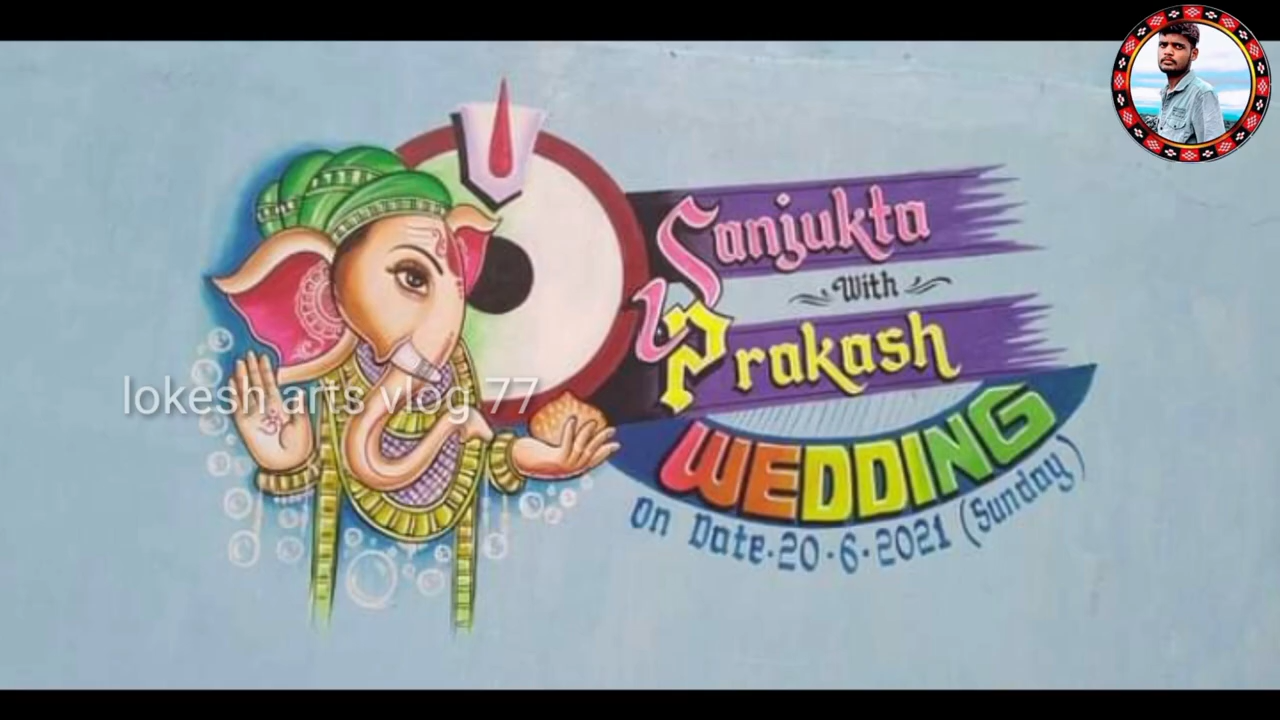 Sanjukta
With
Prakash
WEDDING
On Date-20-6-2021 (Sunday)
lokesh arts vlog 77